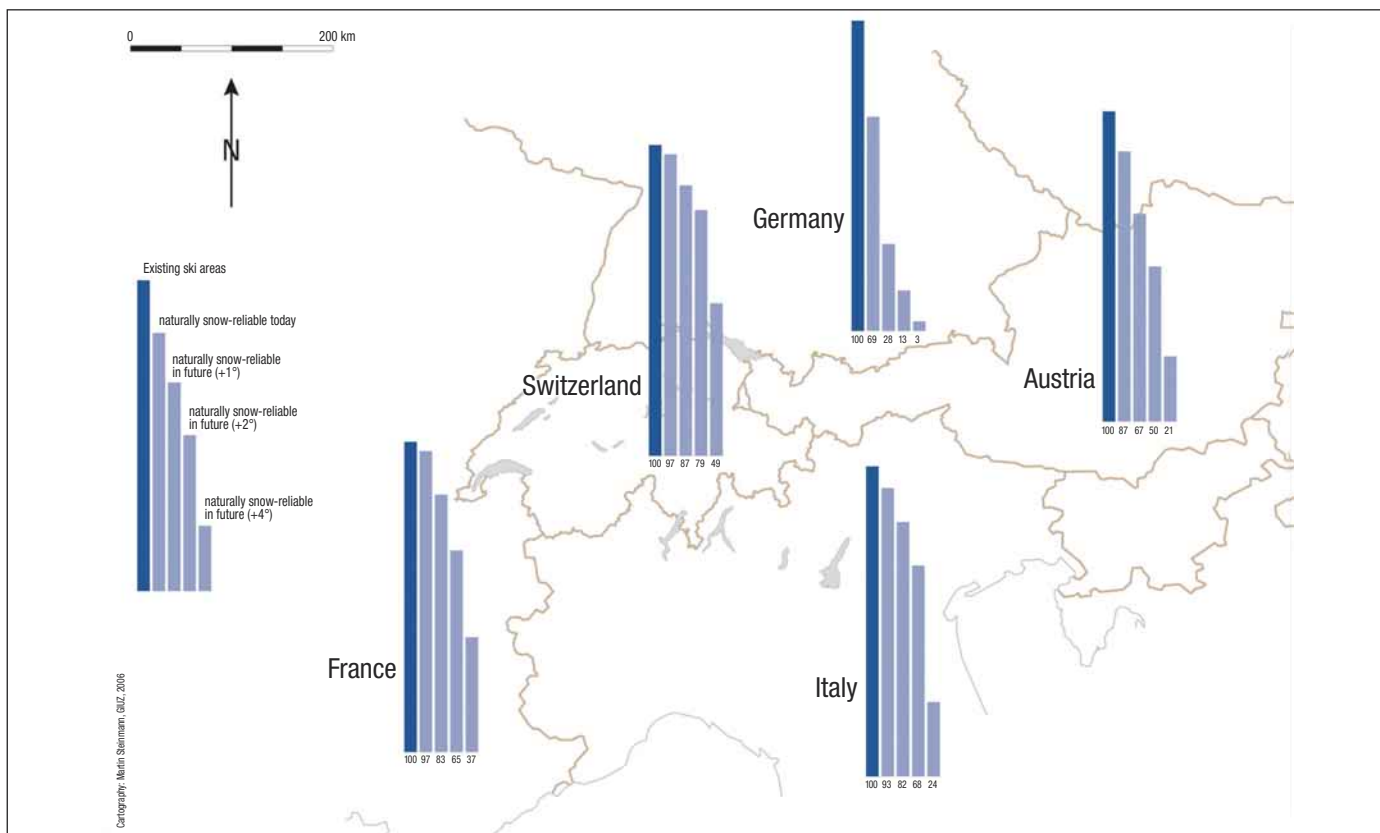 0 200 km
N
Existing ski areas
naturally snow-reliable today
naturally snow-reliable
in future (+1°)
naturally snow-reliable
in future (+2°)
naturally snow-reliable
in future (+4°)
Germany
100 69 28 13 3
Switzerland
100 97 87 79 49
Austria
100 87 67 50 21
France
100 97 83 65 37
Italy
100 93 82 68 24
Cartography: Martin Steinmann, GIUZ, 2006